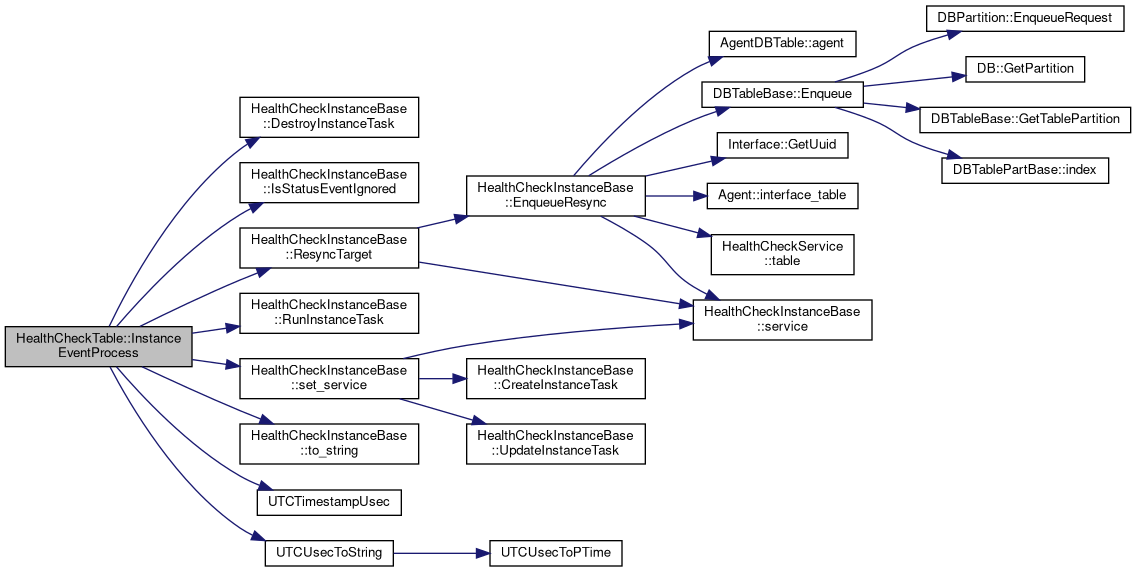 HealthCheckTable::Instance
EventProcess
HealthCheckInstanceBase
::DestroyInstanceTask
HealthCheckInstanceBase
::IsStatusEventIgnored
HealthCheckInstanceBase
::ResyncTarget
HealthCheckInstanceBase
::RunInstanceTask
HealthCheckInstanceBase
::set_service
HealthCheckInstanceBase
::to_string
UTCTimestampUsec
UTCUsecToString
HealthCheckInstanceBase
::EnqueueResync
HealthCheckInstanceBase
::CreateInstanceTask
HealthCheckInstanceBase
::UpdateInstanceTask
UTCUsecToPTime
AgentDBTable::agent
DBTableBase::Enqueue
Interface::GetUuid
Agent::interface_table
HealthCheckService
::table
HealthCheckInstanceBase
::service
DBPartition::EnqueueRequest
DB::GetPartition
DBTableBase::GetTablePartition
DBTablePartBase::index